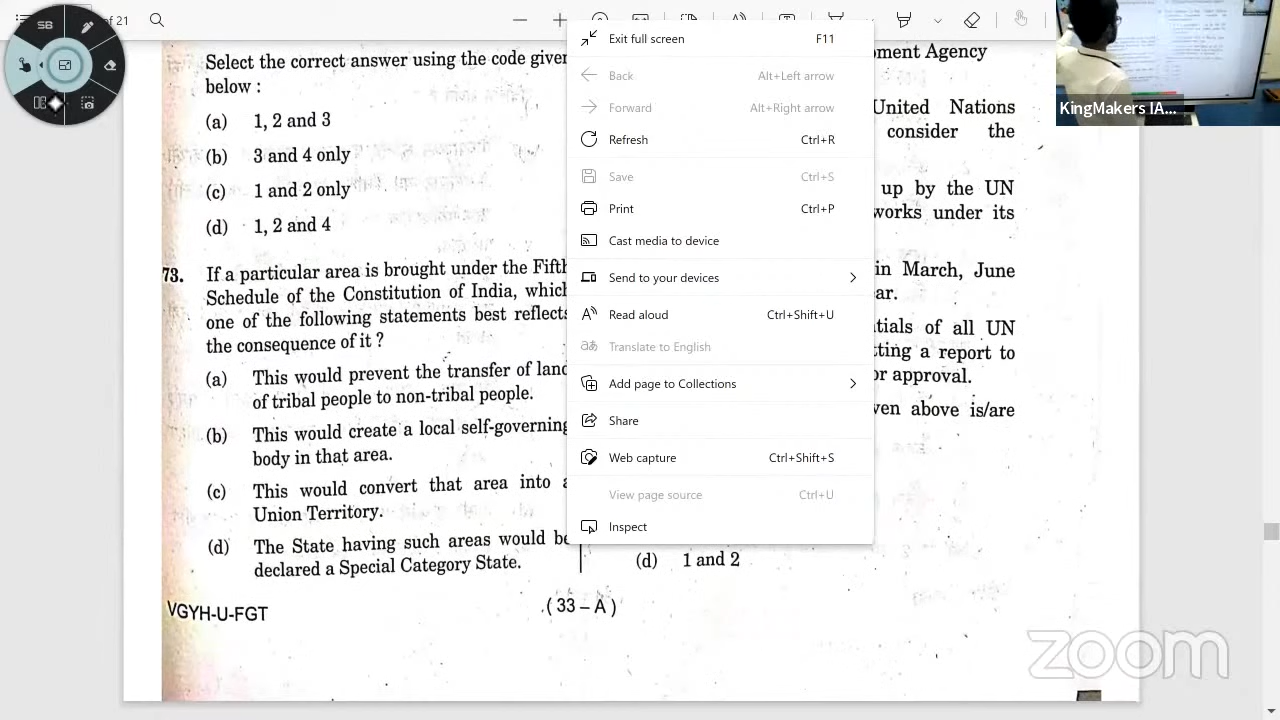 SB
of 21
Select the correct answer using the code given
below :
(a) 1, 2 and 3
(b) 3 and 4 only
(c) 1 and 2 only
(d) 1, 2 and 4
73. If a particular area is brought under the Fifth
Schedule of the Constitution of India, which
one of the following statements best reflects
the consequence of it ?
(a) This would prevent the transfer of land
of tribal people to non-tribal people.
(b) This would create a local self-governing
body in that area.
(c) This would convert that area into a
Union Territory.
(d) The State having such areas would be
declared a Special Category State.
VGYH-U-FGT
( 33 – A )
Exit full screen F11
Back Alt+Left arrow
Forward Alt+Right arrow
Refresh Ctrl+R
Save Ctrl+S
Print Ctrl+P
Cast media to device
Send to your devices
Read aloud Ctrl+Shift+U
Translate to English
Add page to Collections
Share
Web capture Ctrl+Shift+S
View page source Ctrl+U
Inspect
Agency
United Nations
consider the
up by the UN
works under its
in March, June
ar.
of all UN
ting a report to
or approval.
ven above is/are
(d) 1 and 2
KingMakers IA...
zoom